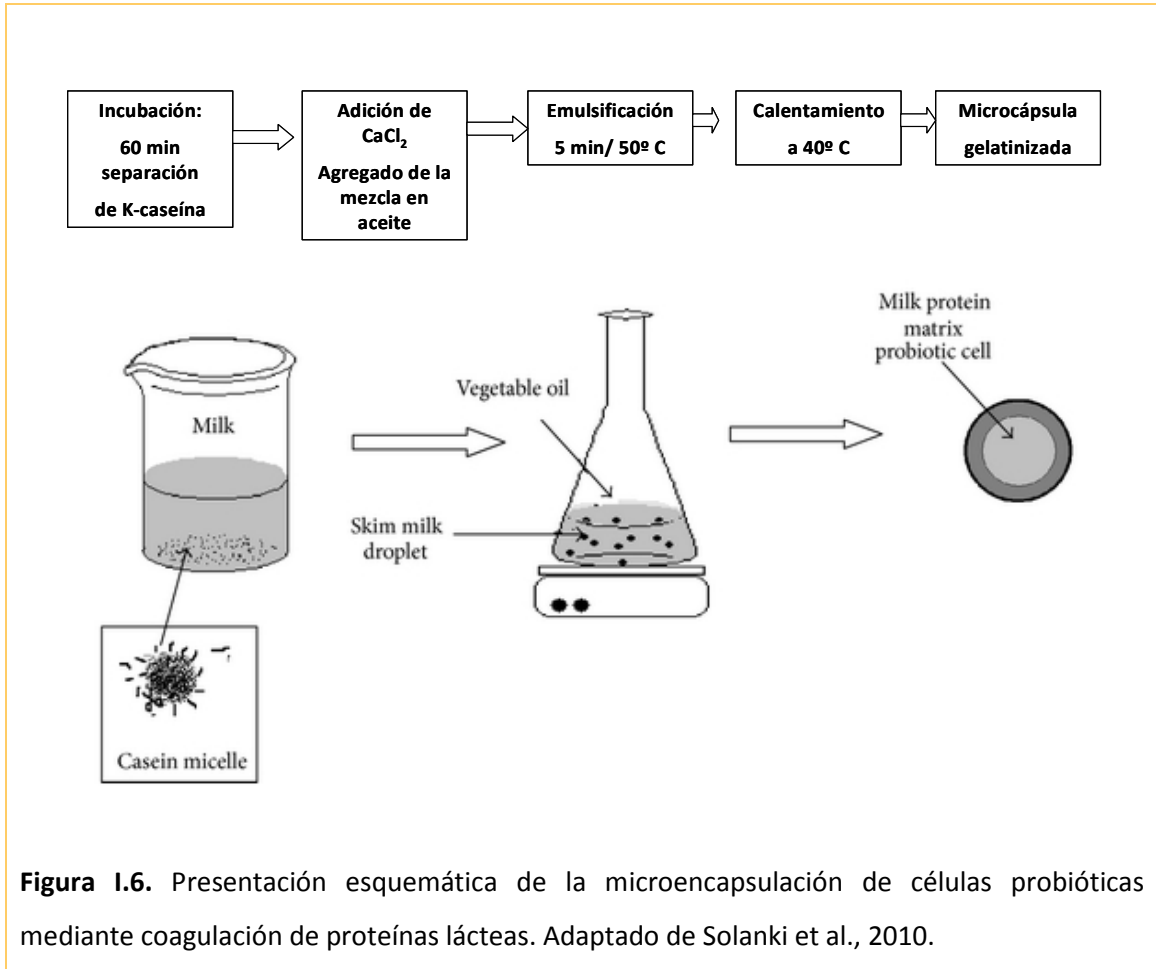 Incubación:
60 min
separación
de K-caseína
Adición de
CaCl₂
Agregado de la
mezcla en
aceite
Emulsificación
5 min/ 50º C
Calentamiento
a 40º C
Microcápsula
gelatinizada
Milk
Casein micelle
Vegetable oil
Skim milk
droplet
Milk protein
matrix
probiotic cell
Figura I.6. Presentación esquemática de la microencapsulación de células probióticas
mediante coagulación de proteínas lácteas. Adaptado de Solanki et al., 2010.